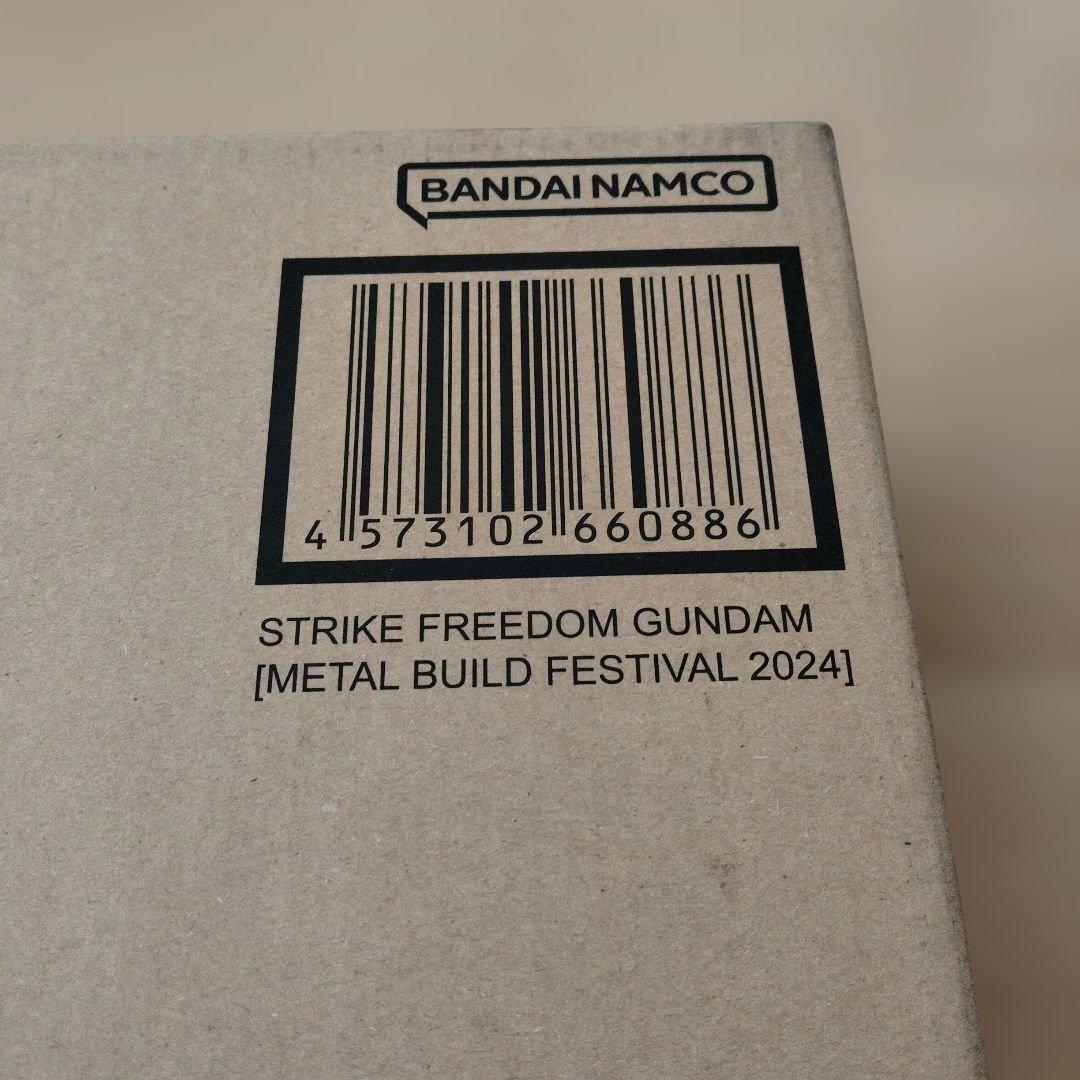 BANDAI NAMCO
4 573102 660886
STRIKE FREEDOM GUNDAM
[METAL BUILD FESTIVAL 2024]